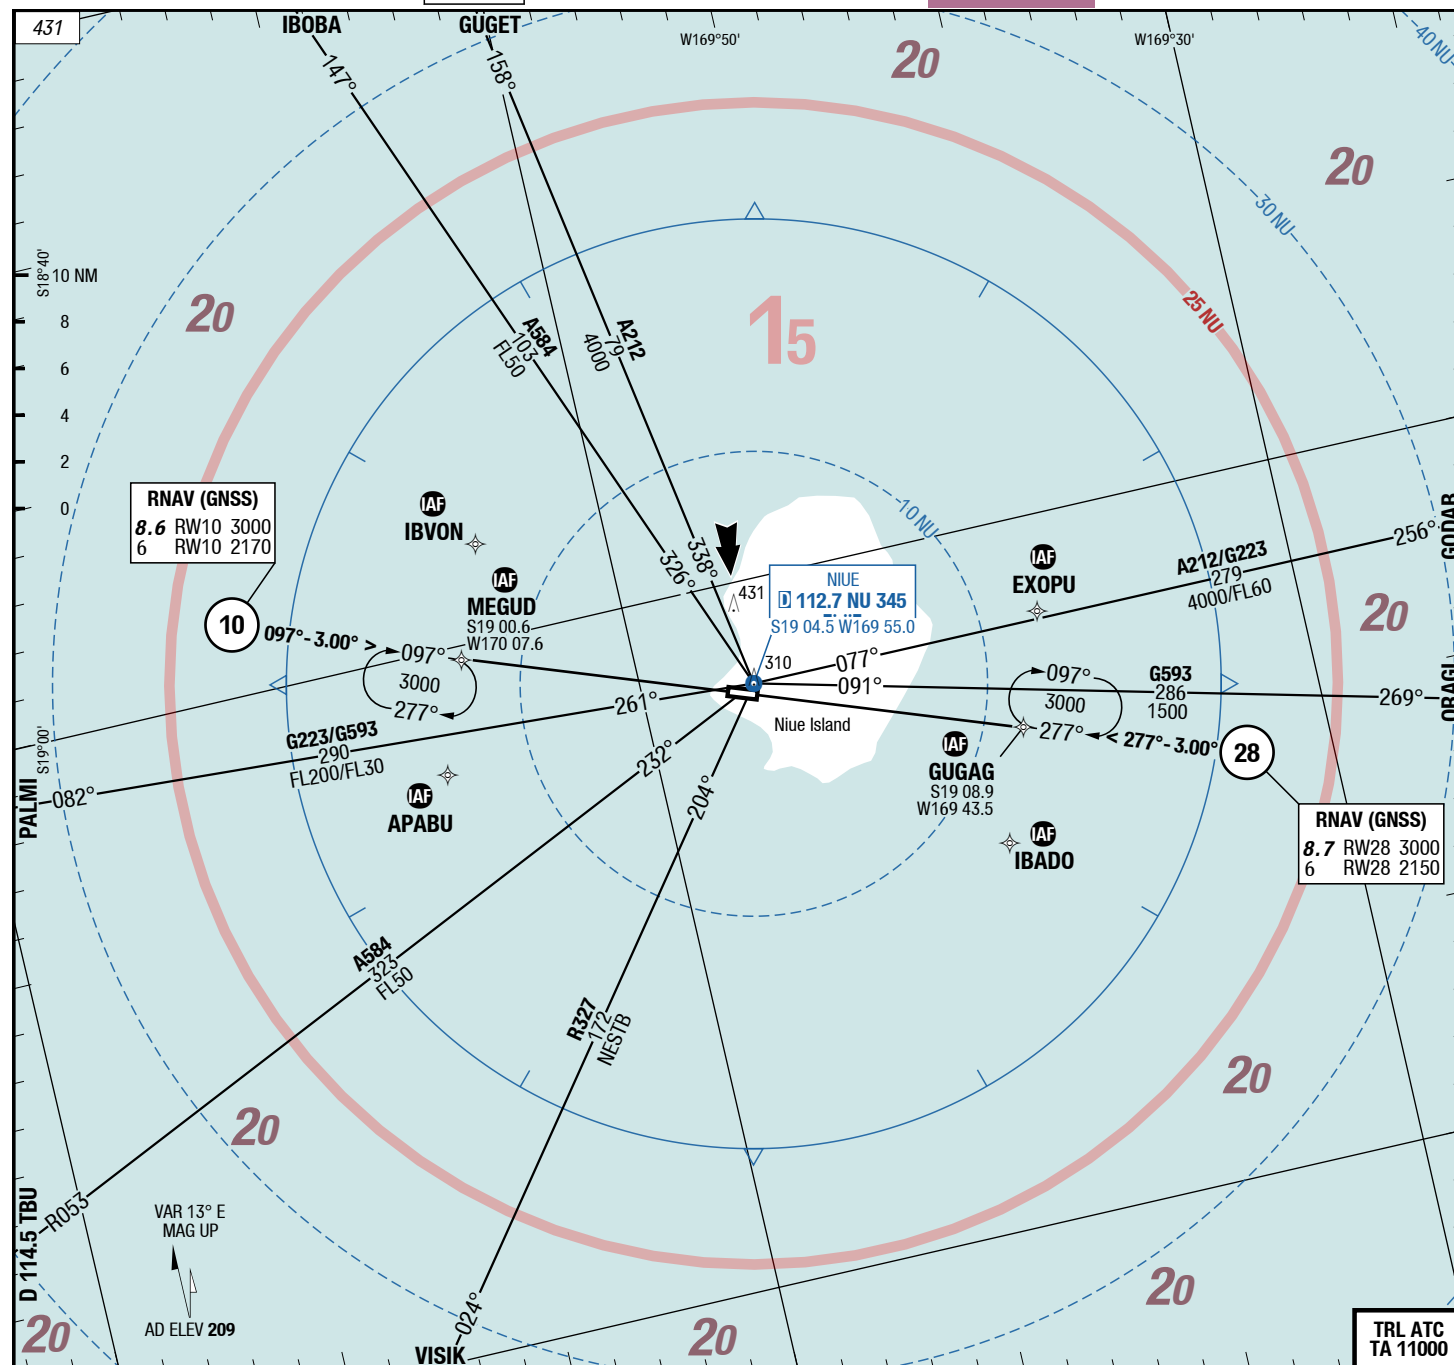 431
IBOBA
GUGET
W169°50'
W169°30'
40 NU
20
147°
158°
20
30 NU
25 NU
S18°40'
10 NM
8
6
4
2
0
20
15
A584
103
FL50
A212
79
4000
RNAV (GNSS)
8.6 RW10 3000
6 RW10 2170
IAF
IBVON
10 NU
338°
326°
IAF
MEGUD
S19 00.6
W170 07.6
431
NIUE
D 112.7 NU 345
S19 04.5 W169 55.0
IAF
EXOPU
A212/G223
279
4000/FL60
256°
GODAB
20
10
097°-3.00° >
097°
3000
277°
310
077°
091°
261°
Niue Island
097°
3000
277°
G593
286
1500
269°
ORAGI
< 277°-3.00°
28
G223/G593
290
FL200/FL30
S19°00'
PALMI
082°
232°
204°
IAF
GUGAG
S19 08.9
W169 43.5
IAF
APABU
IAF
IBADO
RNAV (GNSS)
8.7 RW28 3000
6 RW28 2150
A584
323
FL50
R327
172
NESTB
20
20
R053
D 114.5 TBU
VAR 13° E
MAG UP
AD ELEV 209
20
024°
VISIK
20
20
TRL ATC
TA 11000